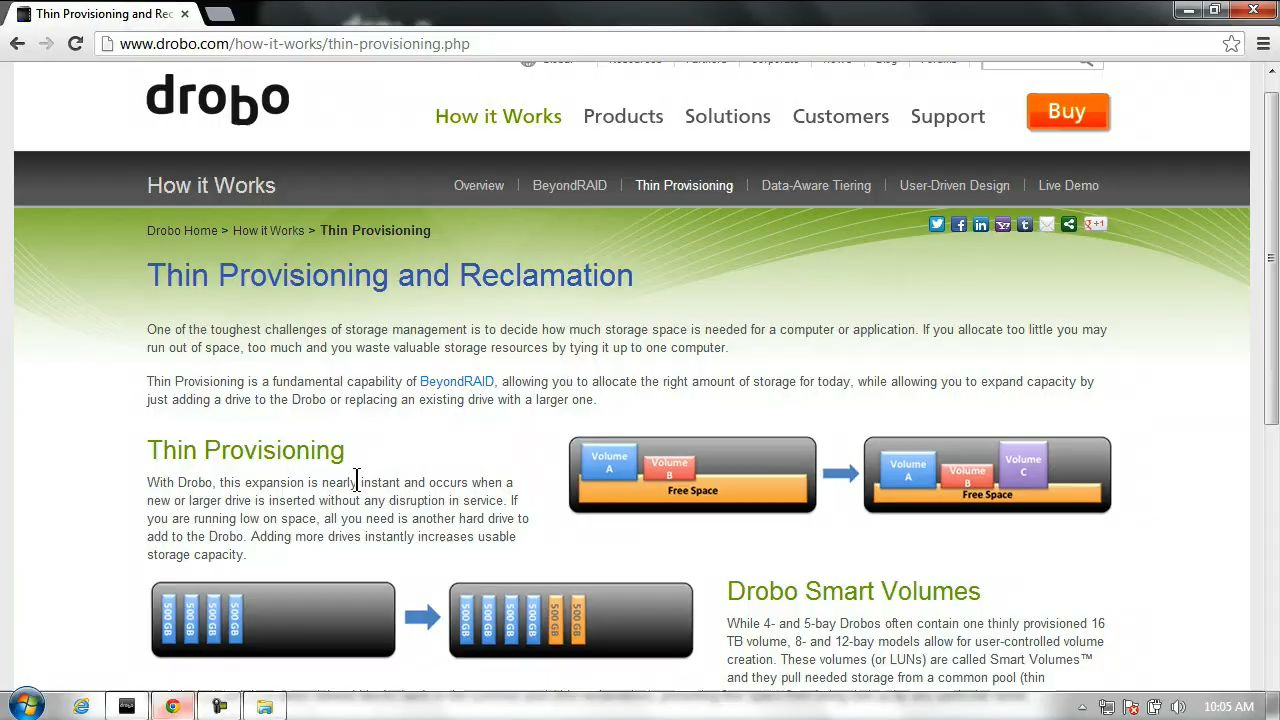 Thin Provisioning and Rec
www.drobo.com/how-it-works/thin-provisioning.php
drobo
How it Works
Products
Solutions
Customers
Support
Buy
How it Works
Overview
BeyondRAID
Thin Provisioning
Data-Aware Tiering
User-Driven Design
Live Demo
Drobo Home > How it Works > Thin Provisioning
+1
Thin Provisioning and Reclamation
One of the toughest challenges of storage management is to decide how much storage space is needed for a computer or application. If you allocate too little you may
run out of space, too much and you waste valuable storage resources by tying it up to one computer.
Thin Provisioning is a fundamental capability of BeyondRAID, allowing you to allocate the right amount of storage for today, while allowing you to expand capacity by
just adding a drive to the Drobo or replacing an existing drive with a larger one.
Thin Provisioning
With Drobo, this expansion is nearly instant and occurs when a
new or larger drive is inserted without any disruption in service. If
you are running low on space, all you need is another hard drive to
add to the Drobo. Adding more drives instantly increases usable
storage capacity.
Volume
A
Volume
B
Free Space
Volume
A
Volume
B
Volume
C
Free Space
500 GB
500 GB
500 GB
500 GB
500 GB
500 GB
500 GB
500 GB
500 GB
500 GB
Drobo Smart Volumes
While 4- and 5-bay Drobos often contain one thinly provisioned 16
TB volume, 8- and 12-bay models allow for user-controlled volume
creation. These volumes (or LUNs) are called Smart Volumes™
and they pull needed storage from a common pool (thin
10:05 AM